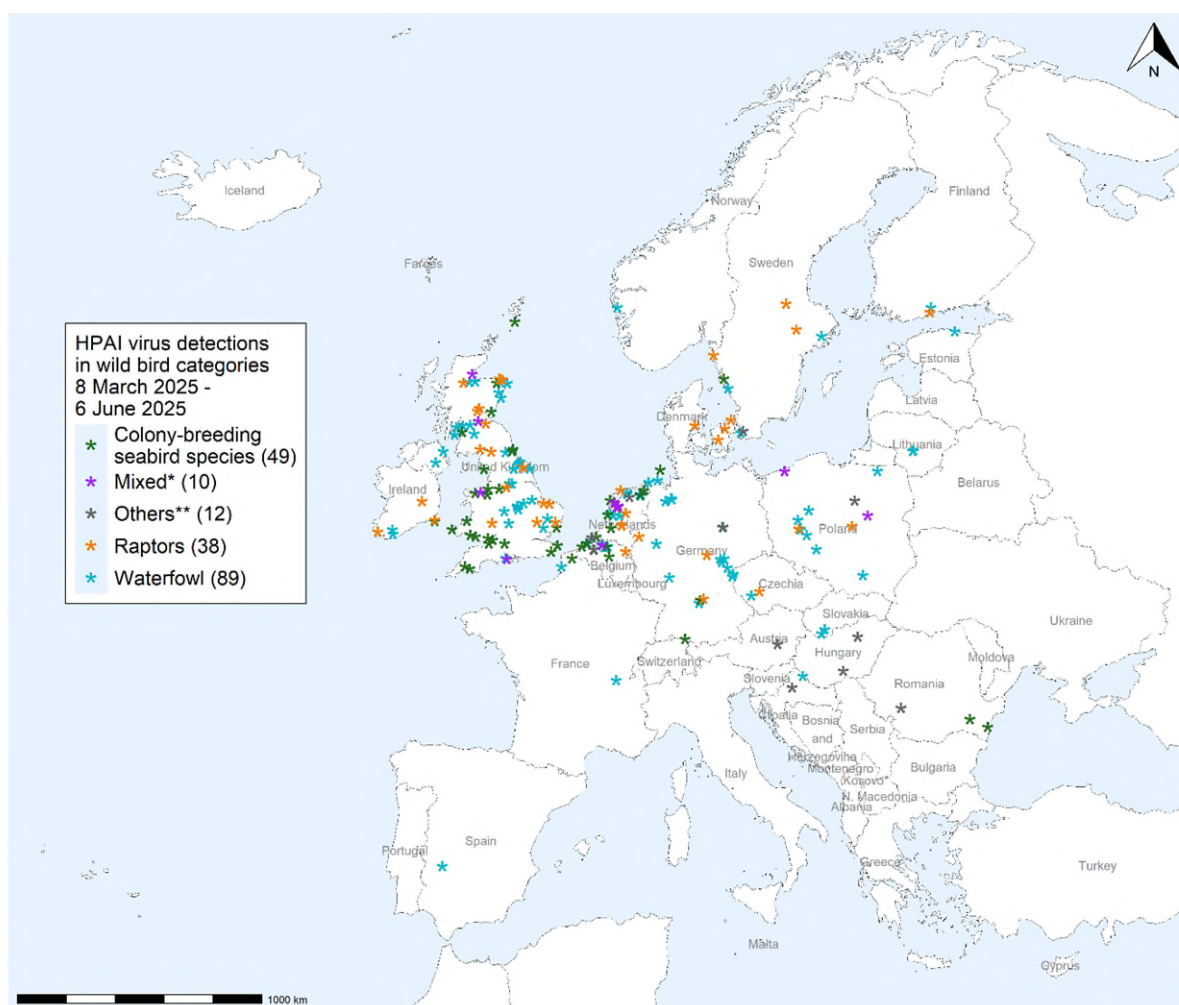 N
Iceland
Finland
Norway
Sweden
Faroes
HPAI virus detections
in wild bird categories
8 March 2025 -
6 June 2025
Colony-breeding
seabird species (49)
Mixed* (10)
Others** (12)
Raptors (38)
Waterfowl (89)
Estonia
Latvia
Denmark
Lithuania
United Kingdom
Belarus
Ireland
Netherlands
Poland
Germany
Belgium
Luxembourg
Czechia
Ukraine
Slovakia
Austria
France
Switzerland
Hungary
Moldova
Slovenia
Romania
Croatia
Bosnia
and
Herzegovina
Serbia
Montenegro
Bulgaria
Italy
Kosovo*
N. Macedonia
Albania
Portugal
Spain
Greece
Turkey
Malta
Cyprus
1000 km